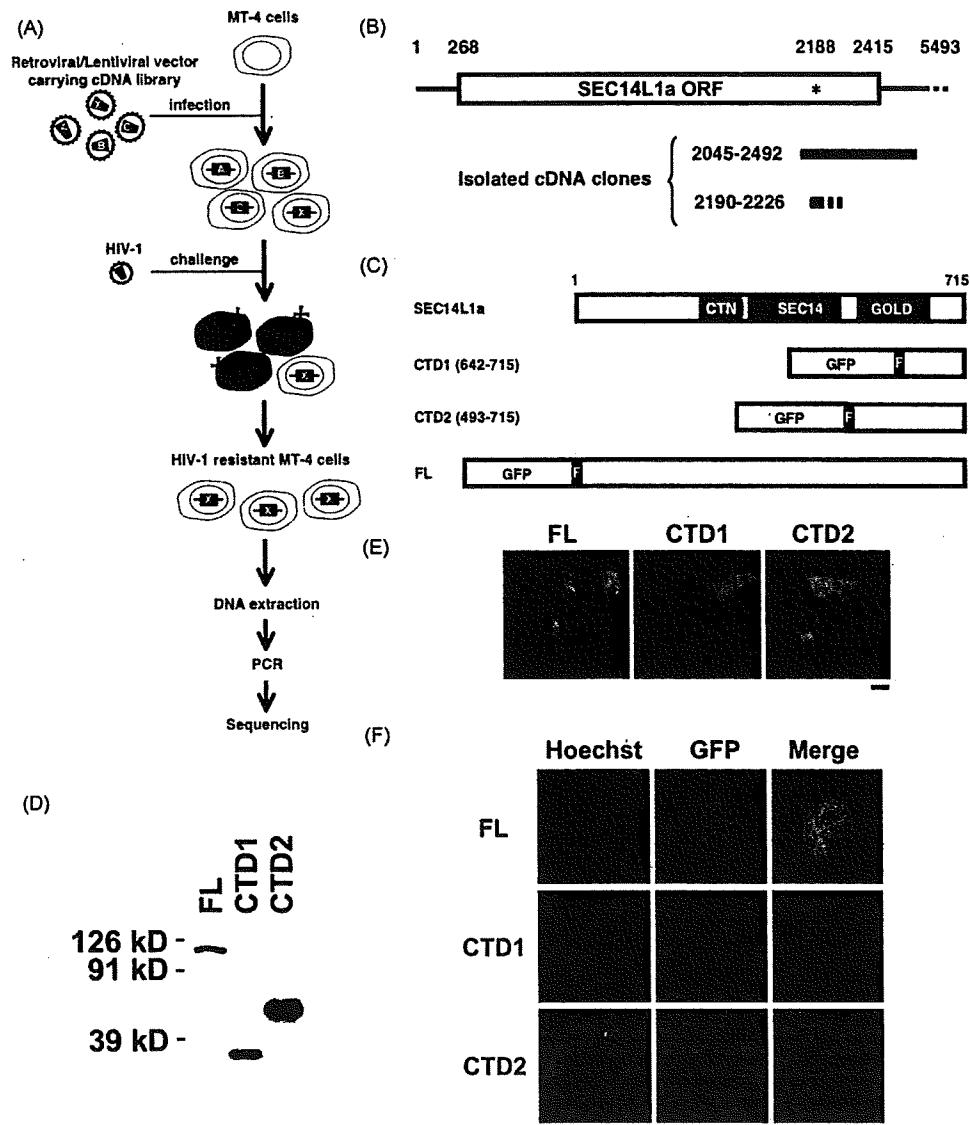 (A)
MT-4 cells
Retroviral/Lentiviral vector
carrying cDNA library
infection
A B C X
HIV-1
challenge
X
HIV-1 resistant MT-4 cells
X X X
DNA extraction
PCR
Sequencing
(B)
1 268 2188 2415 5493
SEC14L1a ORF
*
Isolated cDNA clones
2045-2492
2190-2226
(C)
1 715
SEC14L1a CTN SEC14 GOLD
CTD1 (642-715) GFP F
CTD2 (493-715) GFP F
FL GFP F
(D)
FL CTD1 CTD2
126 kD -
91 kD -
39 kD -
(E)
FL CTD1 CTD2
(F)
Hoechst GFP Merge
FL
CTD1
CTD2